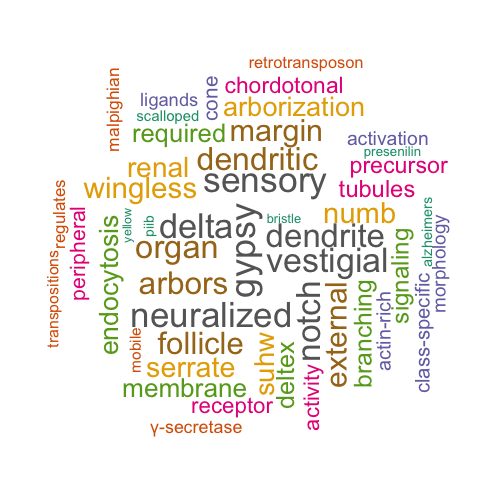 retrotransposon
malpighian
ligands
cone
chordotonal
scalloped
arborization
required
margin
activation
presenilin
renal
dendritic
precursor
wingless
sensory
tubules
transpositions
regulates
peripheral
endocytosis
yellow
piib
delta
gypsy
bristle
numb
dendrite
signaling
alzheimers
morphology
organ
vestigial
arbors
neuralized
notch
external
branching
actin-rich
class-specific
mobile
follicle
serrate
suhw
deltex
membrane
receptor
activity
γ-secretase